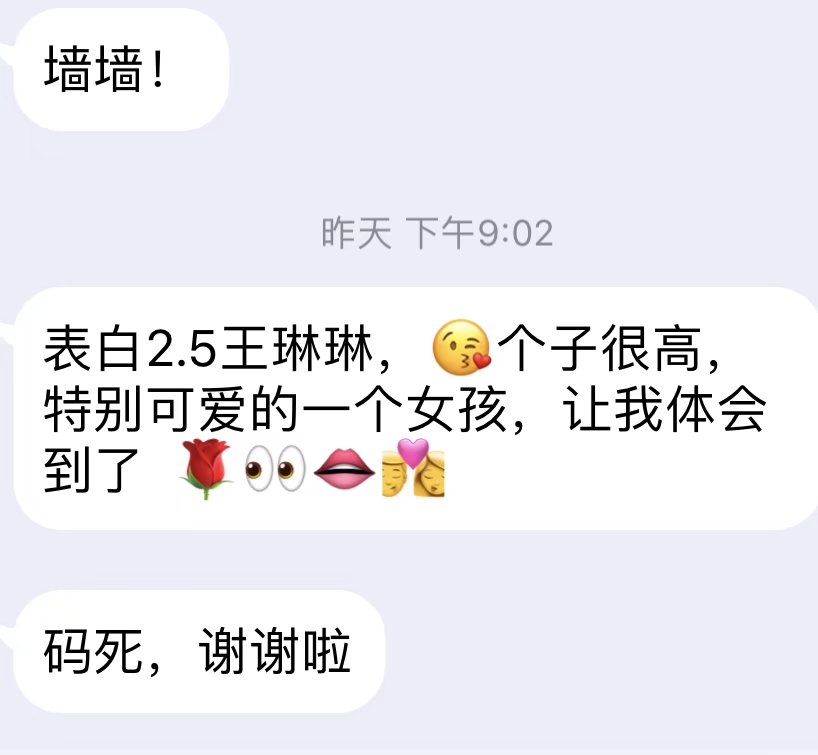 墙墙！
昨天 下午9:02
表白2.5王琳琳，😘个子很高，
特别可爱的一个女孩，让我体会
到了 🌹👀👄💏
码死，谢谢啦